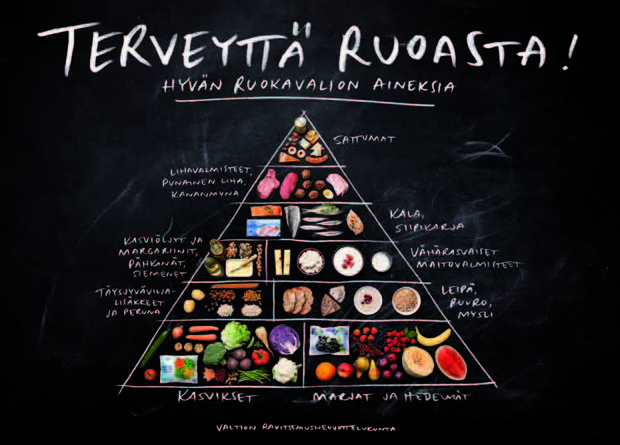 TERVEYTTÄ RUOASTA!
HYVÄN RUOKAVALION AINEKSIA
SATTUMAT
LIHAVALMISTEET,
PUNAINEN LIHA,
KANANMUNA
KALA,
SIIPIKARJA
KASVIÖLJYT JA
MARGARIINIT,
PÄHKINÄT,
SIEMENET
VÄHÄRASVAISET
MAITOVALMISTEET
TÄYSJYVÄVILJA-
LISÄKKEET
JA PERUNA
LEIPÄ,
PUURO,
MYSLI
KASVIKSET
MARJAT JA HEDELMÄT
VALTION RAVITSEMUSNEUVOTTELUKUNTA